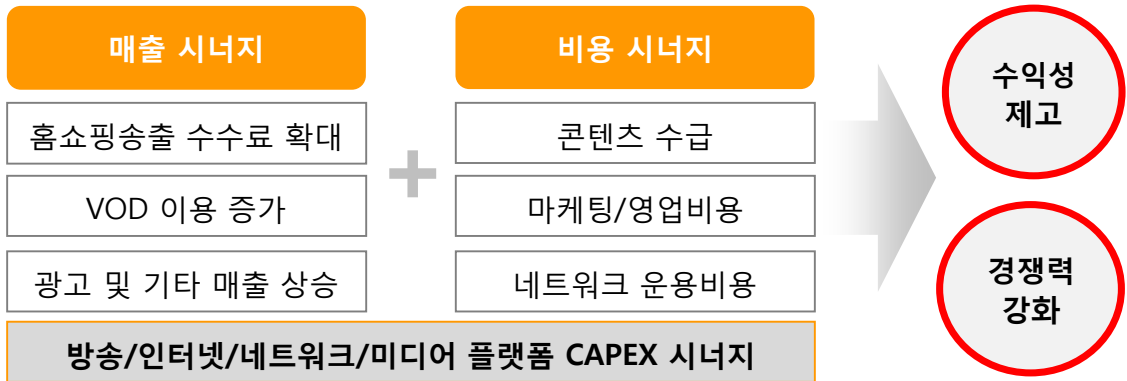 매출 시너지
홈쇼핑송출 수수료 확대
VOD 이용 증가
광고 및 기타 매출 상승
+
비용 시너지
콘텐츠 수급
마케팅/영업비용
네트워크 운용비용
방송/인터넷/네트워크/미디어 플랫폼 CAPEX 시너지
수익성
제고
경쟁력
강화